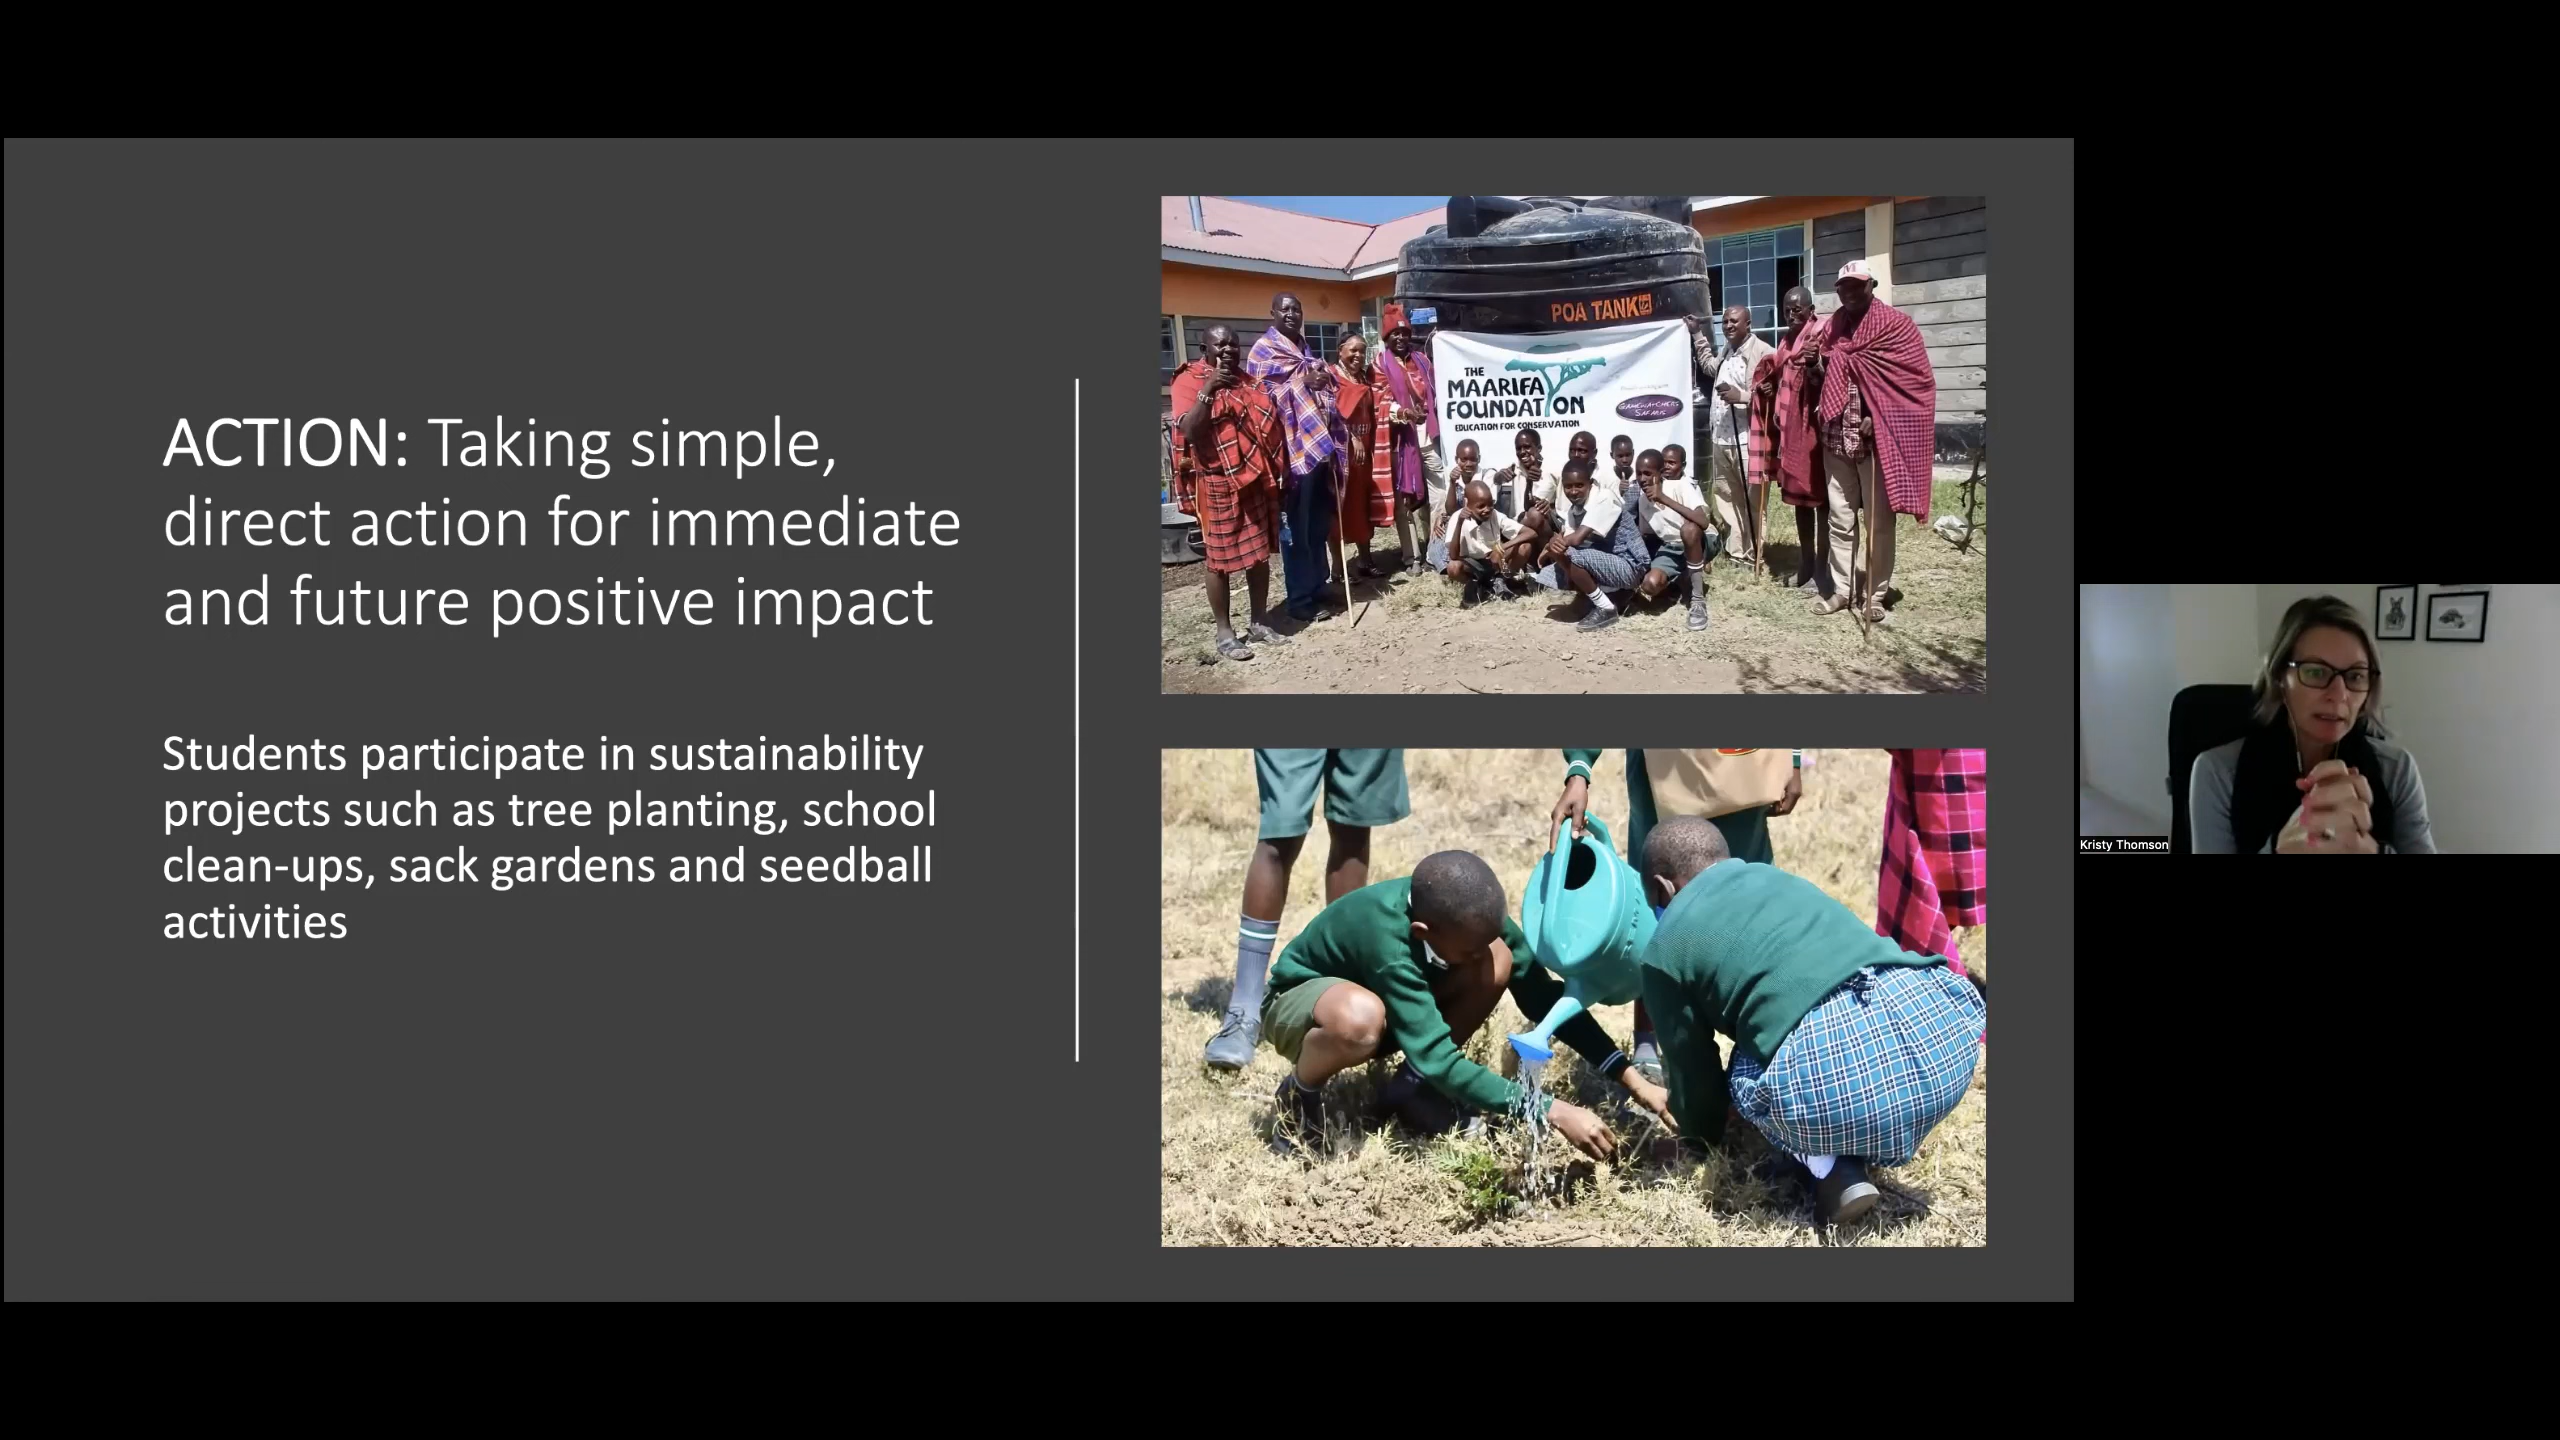 ACTION: Taking simple,
direct action for immediate
and future positive impact
Students participate in sustainability
projects such as tree planting, school
clean-ups, sack gardens and seedball
activities
POA TANK
THE
MAARIFA
FOUNDATION
EDUCATION FOR CONSERVATION
GAMEWATCHERS
SAFARIS
Kristy Thomson